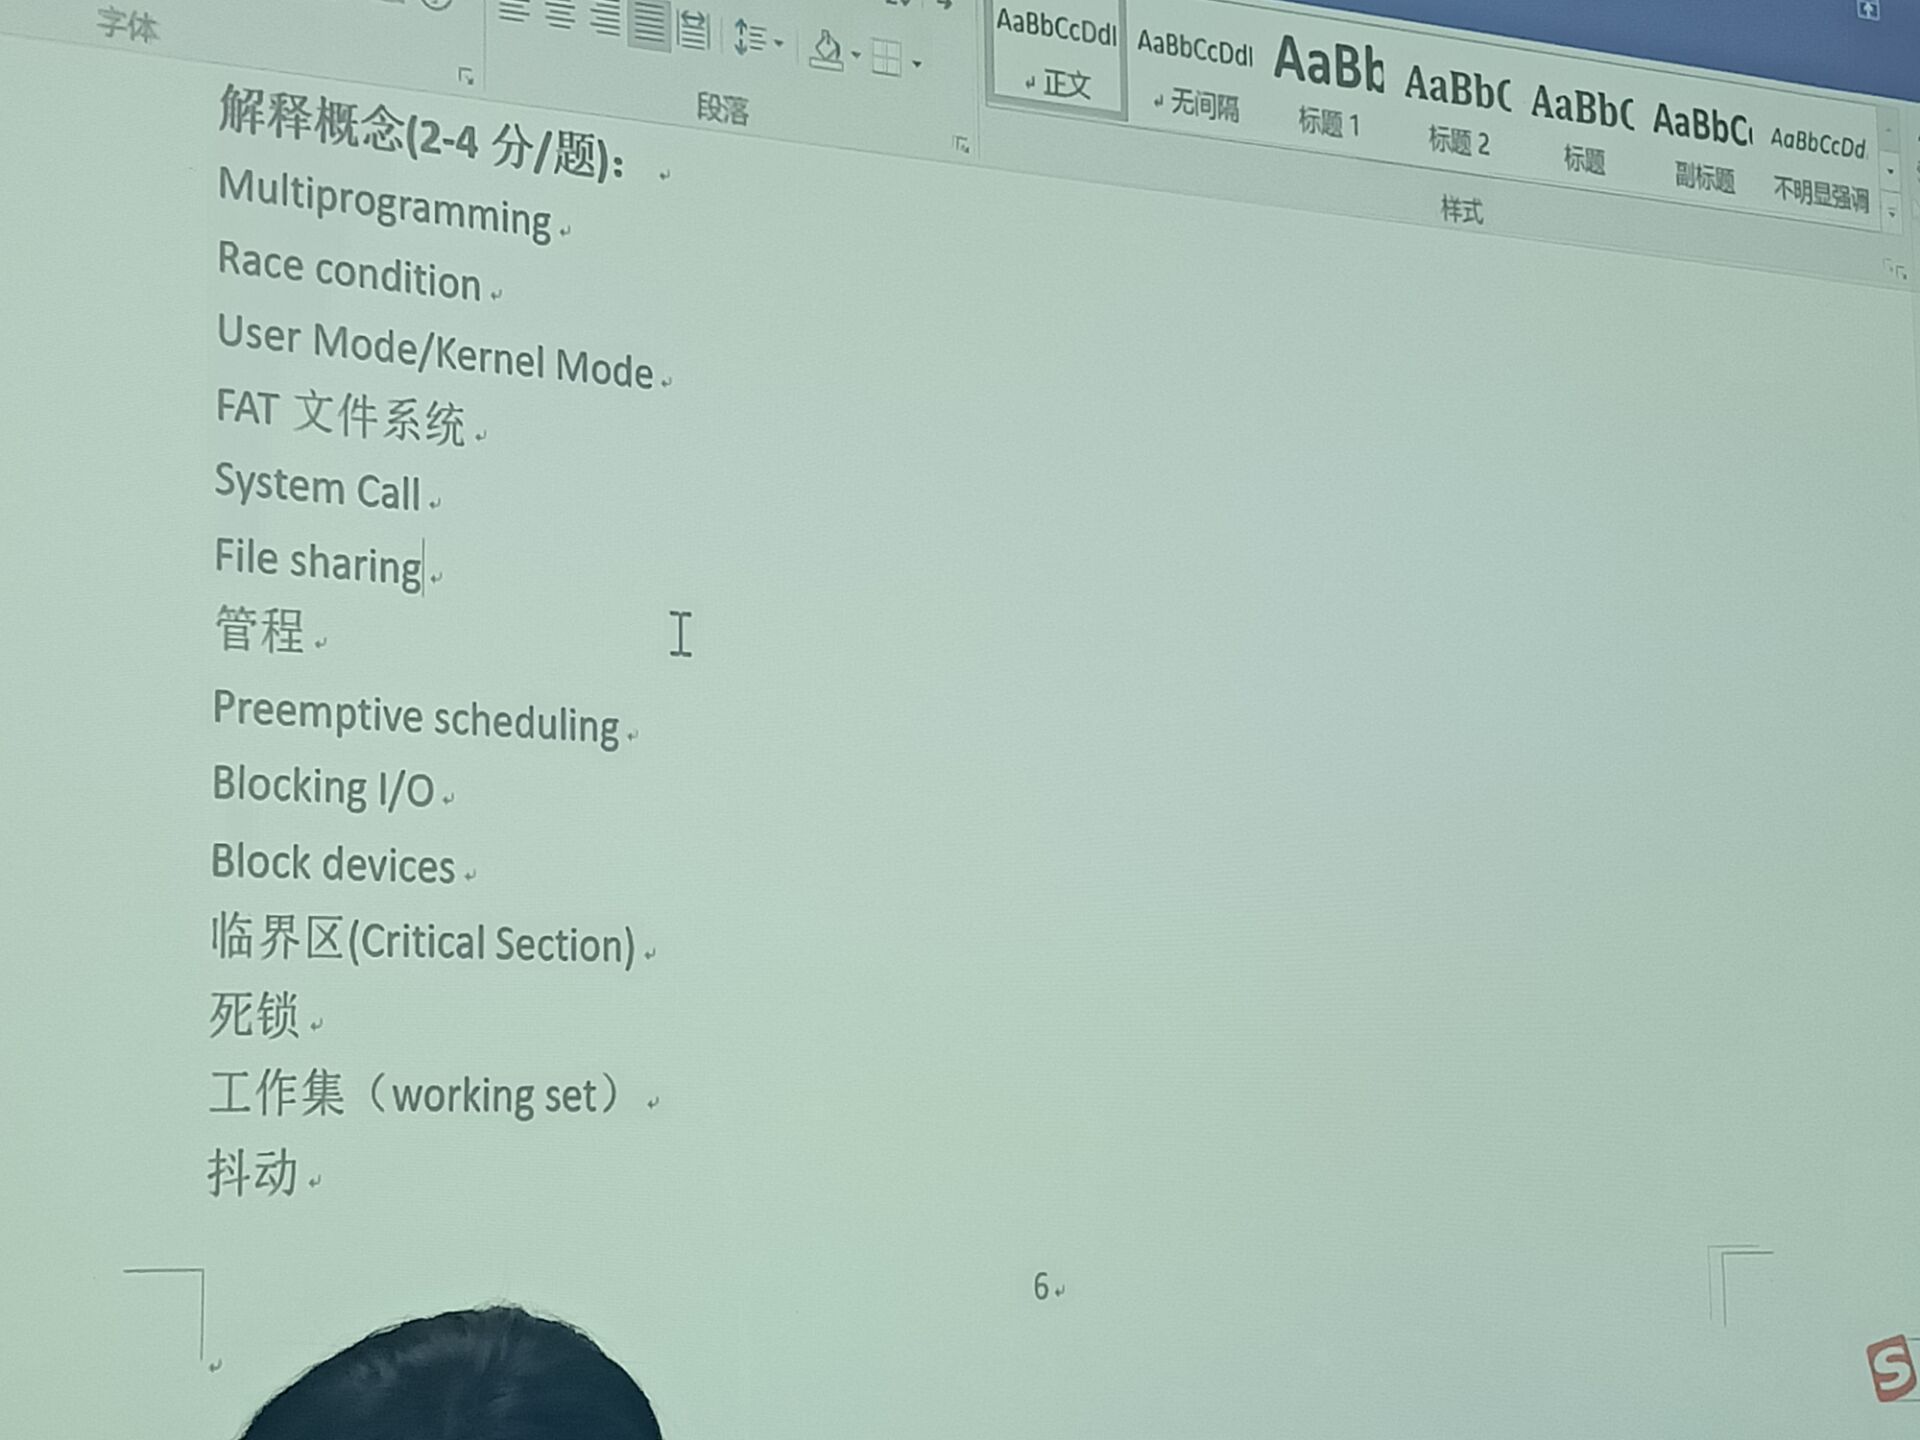 字体
段落
AaBbCcDdI AaBbCcDdI AaBb AaBbC AaBbC AaBbC AaBbCcDd
正文 无间隔 标题 1 标题 2 标题 副标题 不明显强调
样式
解释概念(2-4 分/题)：
Multiprogramming
Race condition
User Mode/Kernel Mode
FAT 文件系统
System Call
File sharing
管程
Preemptive scheduling
Blocking I/O
Block devices
临界区(Critical Section)
死锁
工作集（working set）
抖动
6
S